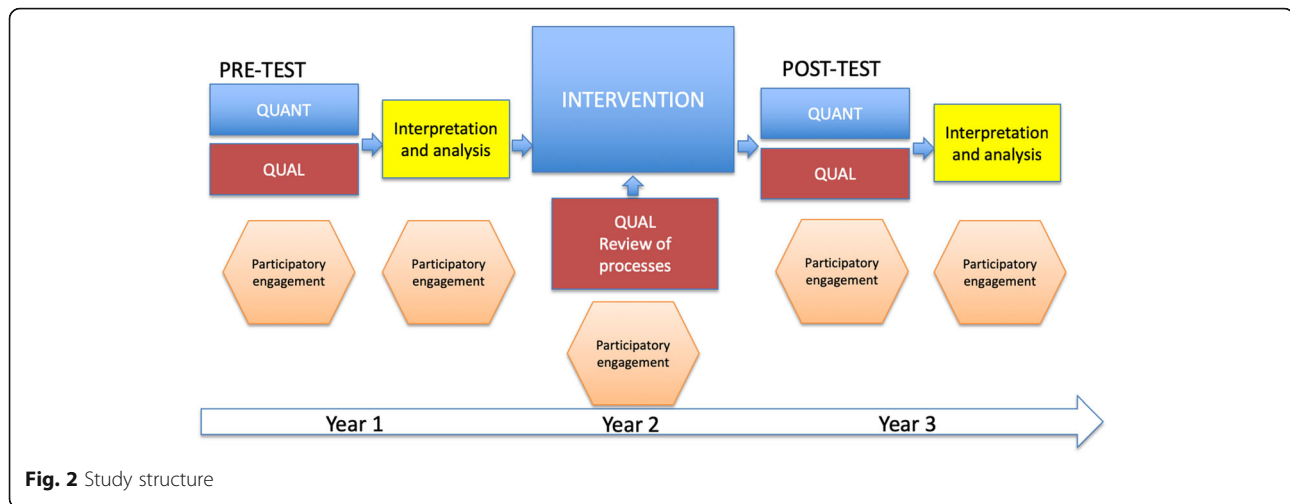 PRE-TEST
QUANT
QUAL
Interpretation
and analysis
INTERVENTION
QUAL
Review of
processes
POST-TEST
QUANT
QUAL
Interpretation
and analysis
Participatory
engagement
Participatory
engagement
Participatory
engagement
Participatory
engagement
Participatory
engagement
Year 1
Year 2
Year 3
Fig. 2 Study structure